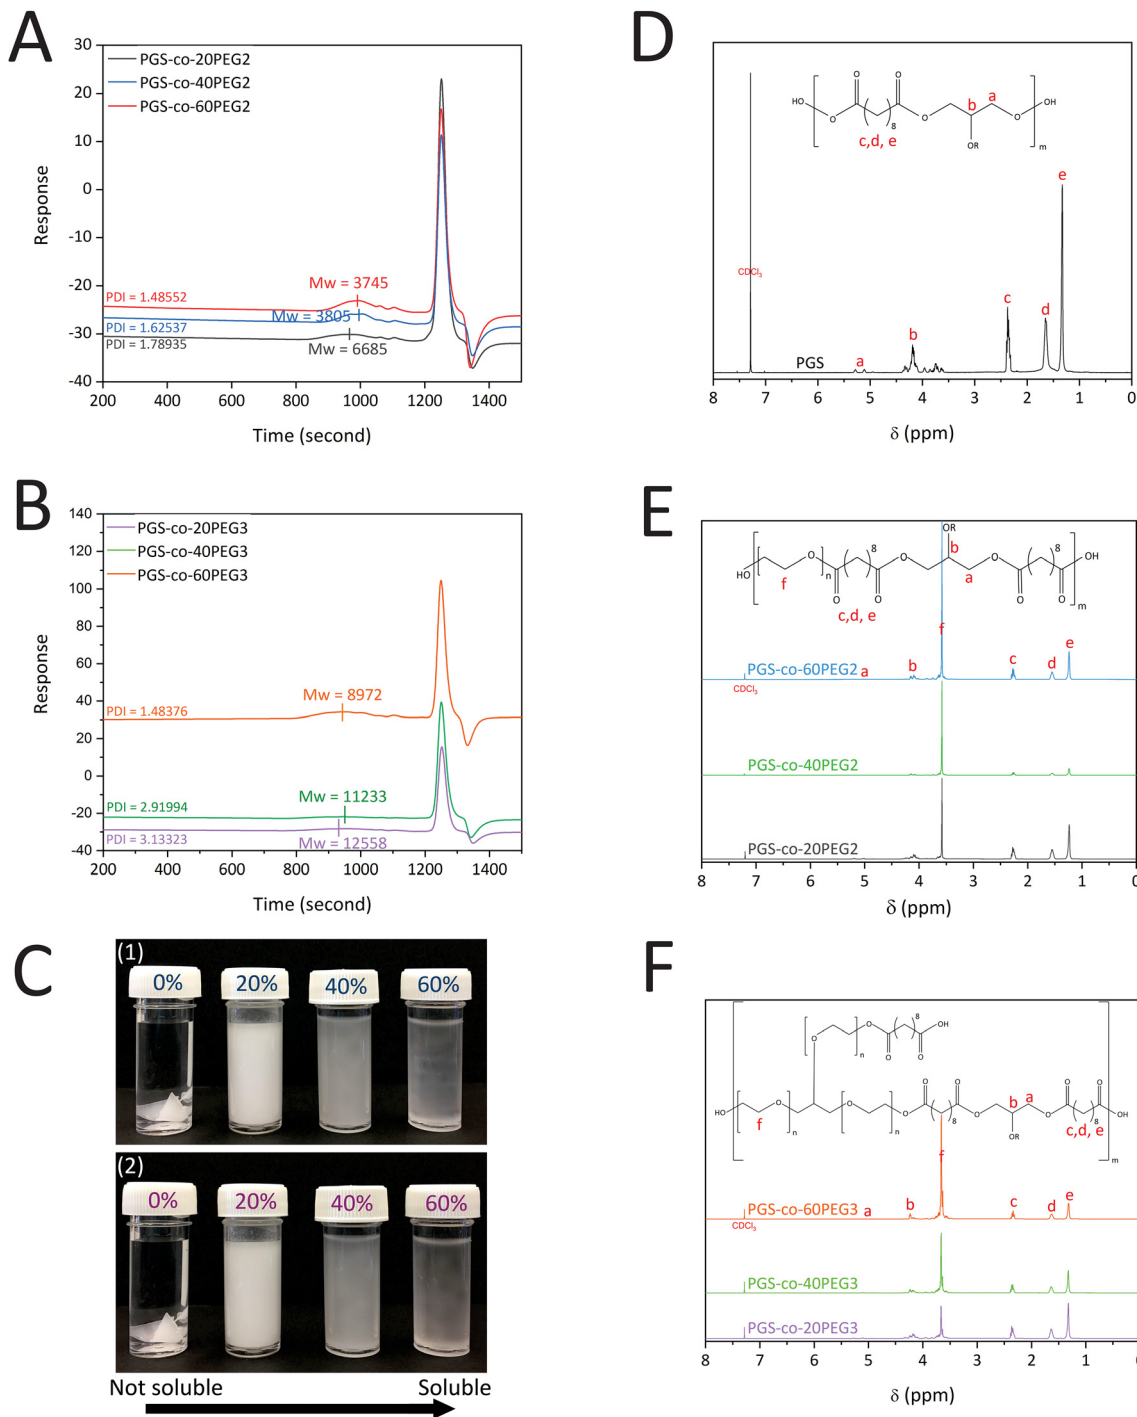 A
PGS-co-20PEG2
PGS-co-40PEG2
PGS-co-60PEG2
30
20
10
0
-10
-20
-30
-40
Response
PDI = 1.48552
PDI = 1.62537
PDI = 1.78935
Mw = 3745
Mw = 3805
Mw = 6685
200 400 600 800 1000 1200 1400
Time (second)
B
PGS-co-20PEG3
PGS-co-40PEG3
PGS-co-60PEG3
140
120
100
80
60
40
20
0
-20
-40
Response
PDI = 1.48376
PDI = 2.91994
PDI = 3.13323
Mw = 8972
Mw = 11233
Mw = 12558
200 400 600 800 1000 1200 1400
Time (second)
C
(1)
0% 20% 40% 60%
(2)
0% 20% 40% 60%
Not soluble Soluble
D
HO O O O 8 O b a O OH
c,d, e
OR
m
CDCl3
PGS
a b c d e
8 7 6 5 4 3 2 1 0
δ (ppm)
E
OR
HO O n 8 O b O 8 OH
f a
O O O O m
c,d, e
f
PGS-co-60PEG2 a b c d e
CDCl3
PGS-co-40PEG2
PGS-co-20PEG2
8 7 6 5 4 3 2 1 0
δ (ppm)
F
O O 8 OH
n O O
HO O O O O O b a O O OH
f n n 8 OR 8
c,d, e
m
f
PGS-co-60PEG3 a b c d e
CDCl3
PGS-co-40PEG3
PGS-co-20PEG3
8 7 6 5 4 3 2 1 0
δ (ppm)